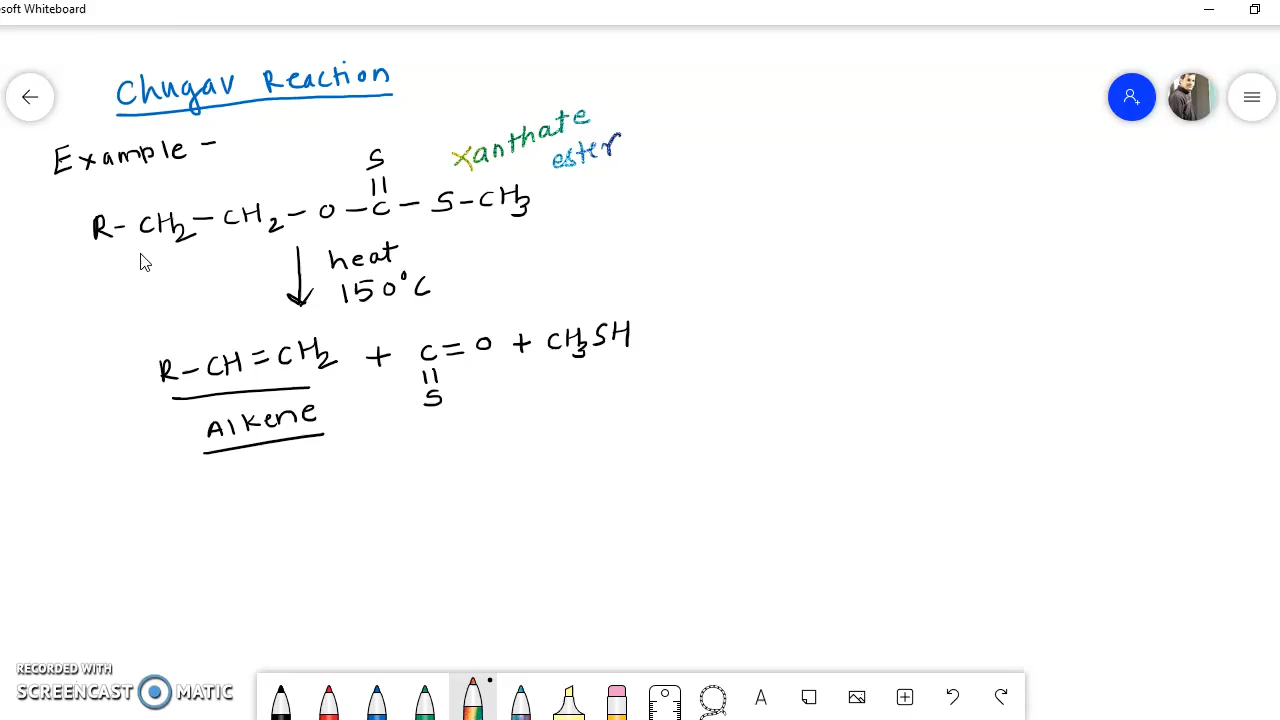 soft Whiteboard
Chugav Reaction
Example -
xanthate
ester
S
||
R- CH2 - CH2 - O - C - S - CH3
heat
150°C
R - CH = CH2 + C = O + CH3SH
||
S
Alkene
RECORDED WITH
SCREENCAST MATIC
A